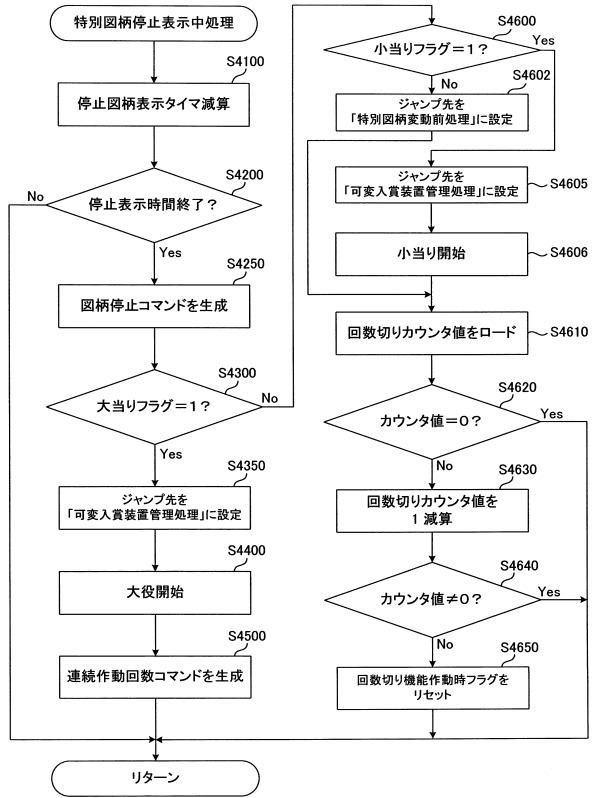 特別図柄停止表示中処理
S4100
停止図柄表示タイマ減算
S4200
停止表示時間終了？
No
Yes
S4250
図柄停止コマンドを生成
S4300
大当りフラグ＝１？
No
Yes
S4350
ジャンプ先を
「可変入賞装置管理処理」に設定
S4400
大役開始
S4500
連続作動回数コマンドを生成
リターン
S4600
小当りフラグ＝１？
Yes
No
S4602
ジャンプ先を
「特別図柄変動前処理」に設定
ジャンプ先を
「可変入賞装置管理処理」に設定
S4605
小当り開始
S4606
回数切りカウンタ値をロード
S4610
S4620
カウンタ値＝０？
Yes
No
S4630
回数切りカウンタ値を
１減算
S4640
カウンタ値≠０？
Yes
No
S4650
回数切り機能作動時フラグを
リセット